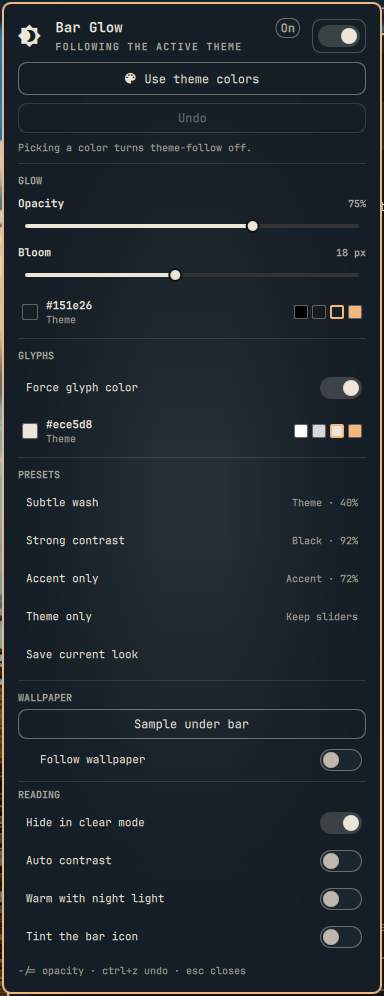 Bar Glow
On
FOLLOWING THE ACTIVE THEME
Use theme colors
Undo
Picking a color turns theme-follow off.
GLOW
Opacity 75%
Bloom 18 px
#151e26
Theme
GLYPHS
Force glyph color
#ece5d8
Theme
PRESETS
Subtle wash Theme · 40%
Strong contrast Black · 92%
Accent only Accent · 72%
Theme only Keep sliders
Save current look
WALLPAPER
Sample under bar
Follow wallpaper
READING
Hide in clear mode
Auto contrast
Warm with night light
Tint the bar icon
-/= opacity · ctrl+z undo · esc closes